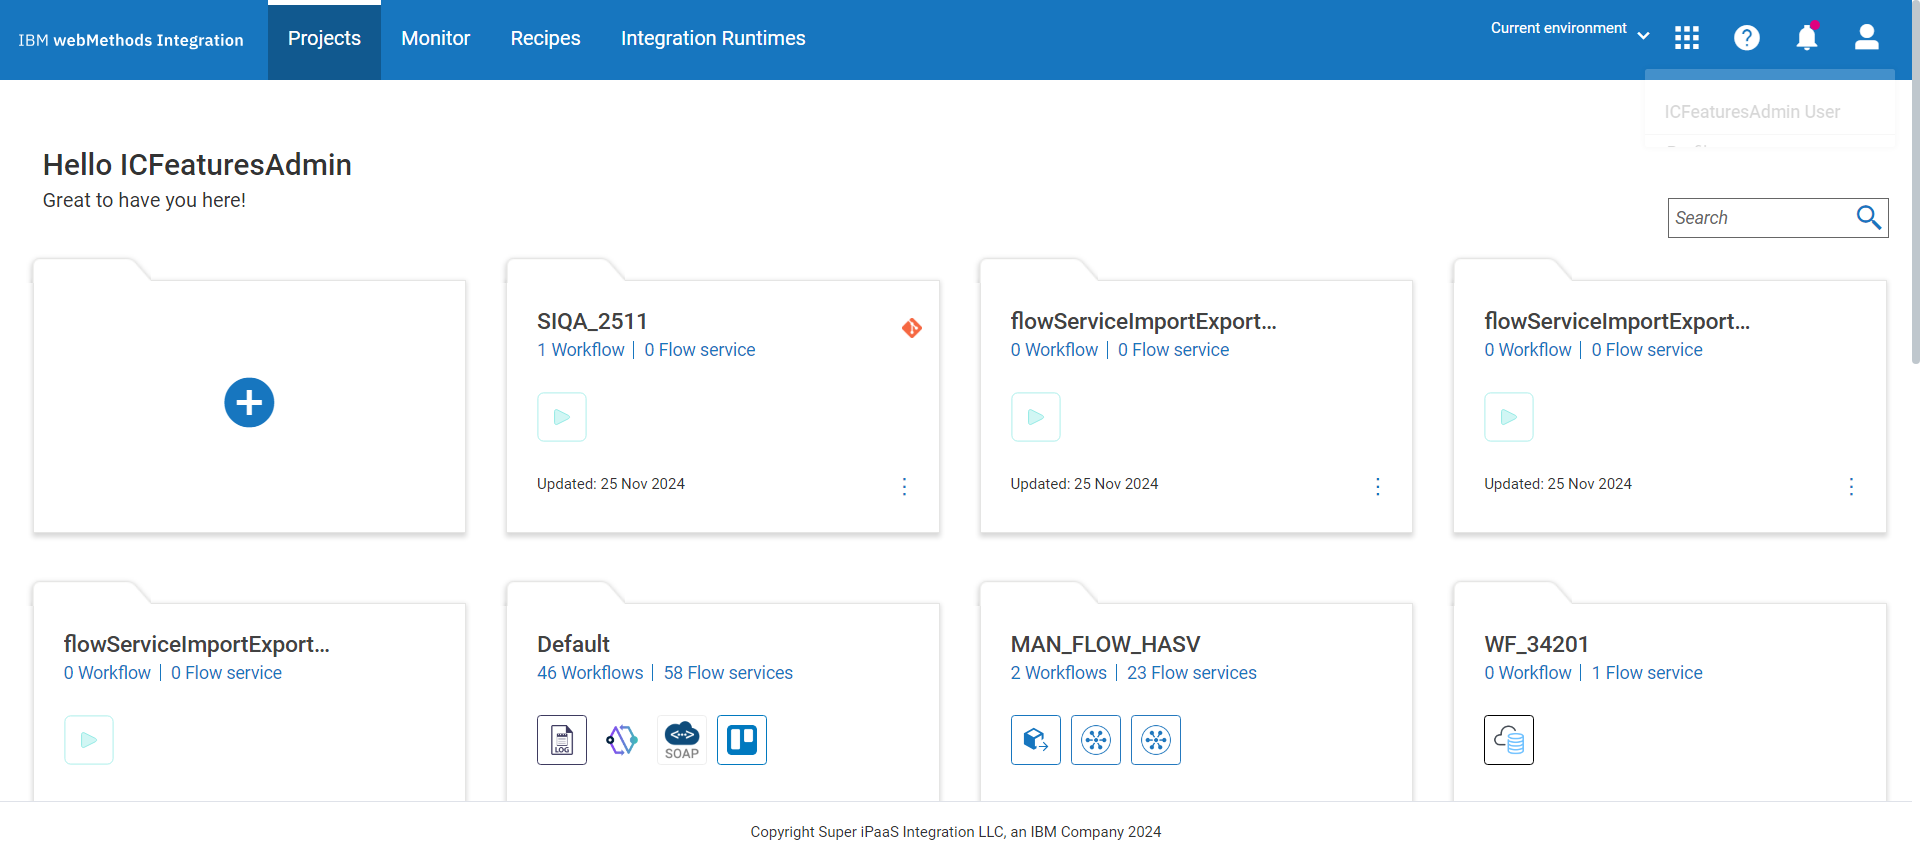 IBM webMethods Integration
Projects
Monitor
Recipes
Integration Runtimes
Current environment
ICFeaturesAdmin User
Hello ICFeaturesAdmin
Great to have you here!
Search
SIQA_2511
1 Workflow | 0 Flow service
Updated: 25 Nov 2024
flowServiceImportExport...
0 Workflow | 0 Flow service
Updated: 25 Nov 2024
flowServiceImportExport...
0 Workflow | 0 Flow service
Updated: 25 Nov 2024
flowServiceImportExport...
0 Workflow | 0 Flow service
Default
46 Workflows | 58 Flow services
LOG
SOAP
MAN_FLOW_HASV
2 Workflows | 23 Flow services
WF_34201
0 Workflow | 1 Flow service
Copyright Super iPaaS Integration LLC, an IBM Company 2024